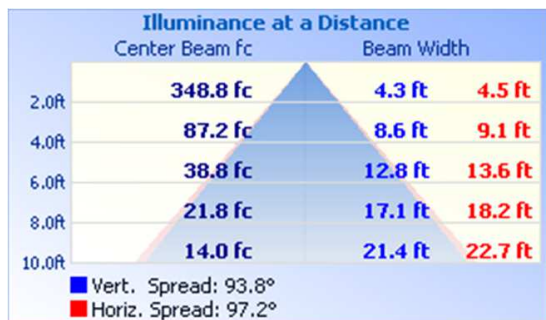 Illuminance at a Distance
Center Beam fc Beam Width
348.8 fc 4.3 ft 4.5 ft
2.0ft
87.2 fc 8.6 ft 9.1 ft
4.0ft
38.8 fc 12.8 ft 13.6 ft
6.0ft
21.8 fc 17.1 ft 18.2 ft
8.0ft
14.0 fc 21.4 ft 22.7 ft
10.0ft
Vert. Spread: 93.8°
Horiz. Spread: 97.2°